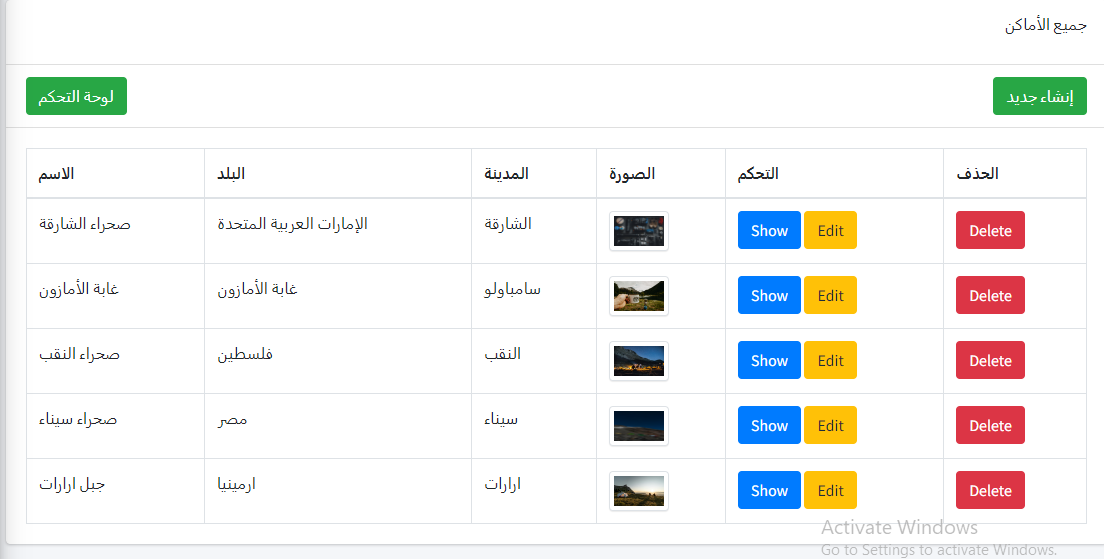 جميع الأماكن
لوحة التحكم إنشاء جديد
الاسم البلد المدينة الصورة التحكم الحذف
صحراء الشارقة الإمارات العربية المتحدة الشارقة Show Edit Delete
غابة الأمازون غابة الأمازون سامباولو Show Edit Delete
صحراء النقب فلسطين النقب Show Edit Delete
صحراء سيناء مصر سيناء Show Edit Delete
جبل ارارات ارمينيا ارارات Show Edit Delete
Activate Windows
Go to Settings to activate Windows.